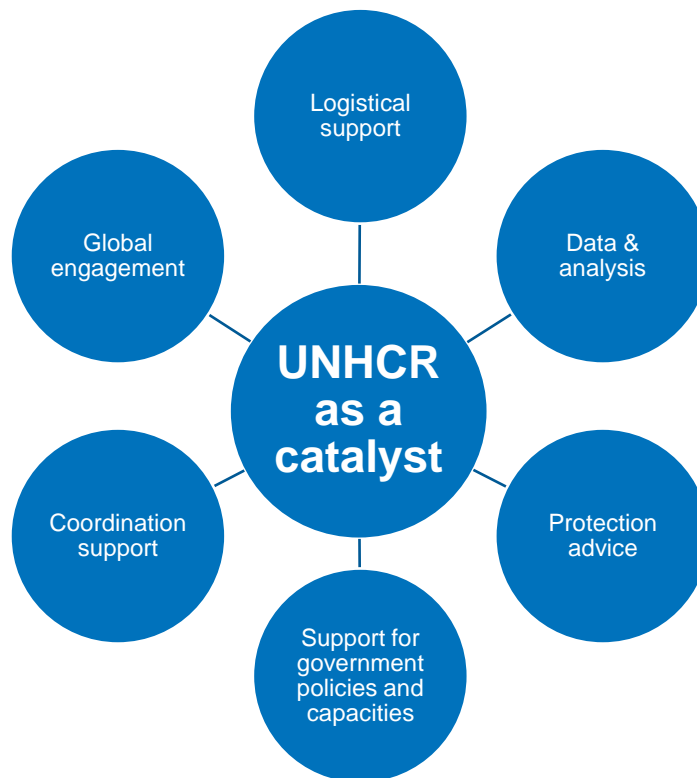 Logistical
support
Global
engagement
Data &
analysis
UNHCR
as a
catalyst
Coordination
support
Protection
advice
Support for
government
policies and
capacities